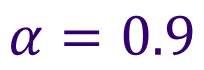 α = 0.9